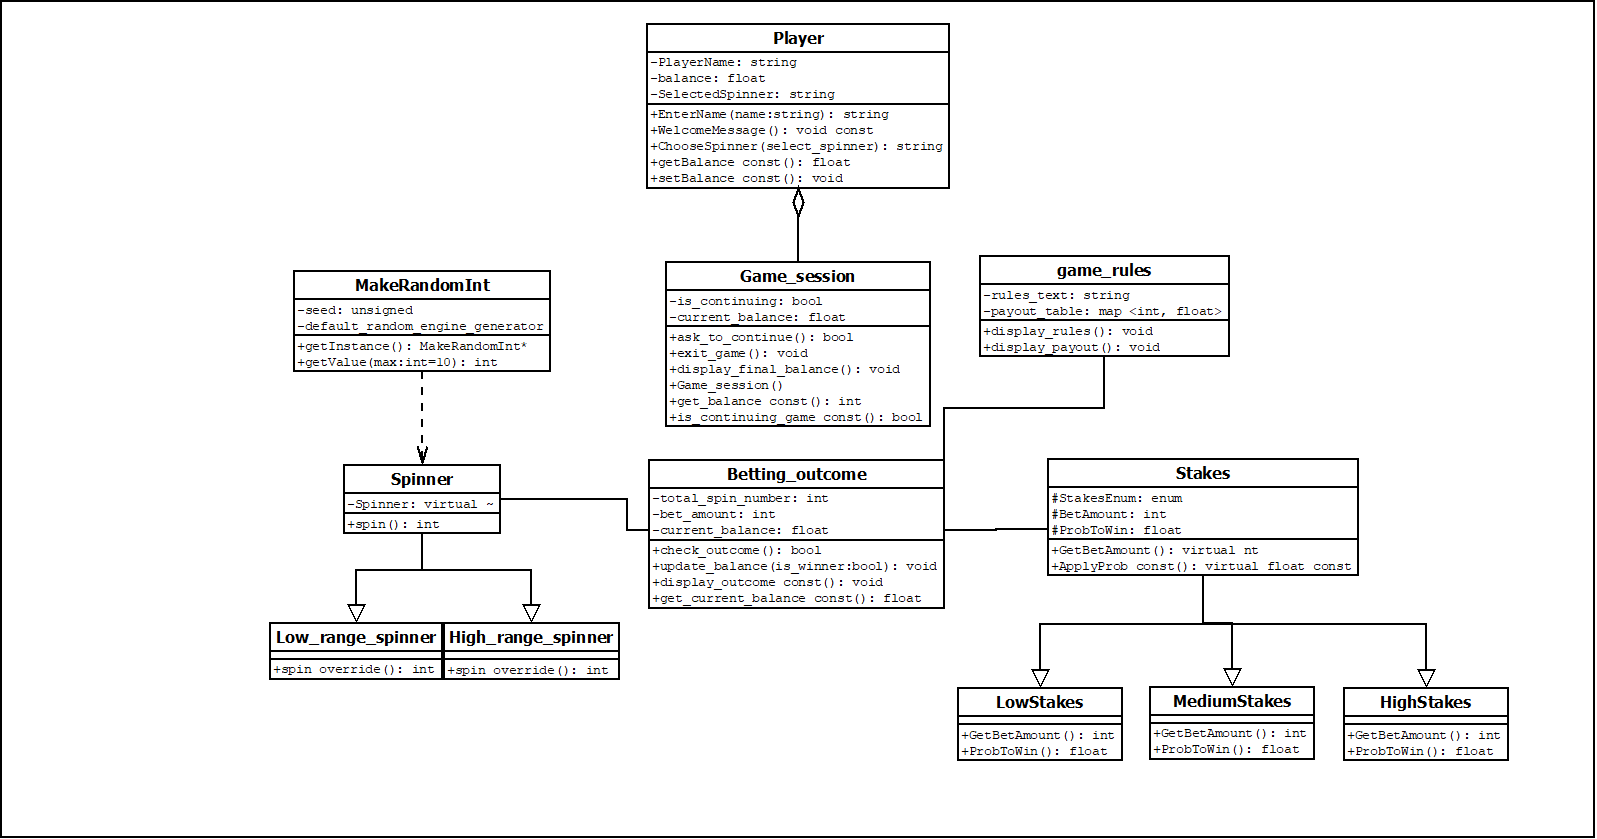 Player
-PlayerName: string
-balance: float
-SelectedSpinner: string
+EnterName(name:string): string
+WelcomeMessage(): void const
+ChooseSpinner(select_spinner): string
+getBalance const(): float
+setBalance const(): void
MakeRandomInt
-seed: unsigned
-default_random_engine_generator
+getInstance(): MakeRandomInt*
+getValue(max:int=10): int
Game_session
-is_continuing: bool
-current_balance: float
+ask_to_continue(): bool
+exit_game(): void
+display_final_balance(): void
+Game_session()
+get_balance const(): int
+is_continuing_game const(): bool
game_rules
-rules_text: string
-payout_table: map <int, float>
+display_rules(): void
+display_payout(): void
Spinner
-Spinner: virtual ~
+spin(): int
Betting_outcome
-total_spin_number: int
-bet_amount: int
-current_balance: float
+check_outcome(): bool
+update_balance(is_winner:bool): void
+display_outcome const(): void
+get_current_balance const(): float
Stakes
#StakesEnum: enum
#BetAmount: int
#ProbToWin: float
+GetBetAmount(): virtual nt
+ApplyProb const(): virtual float const
Low_range_spinner
+spin override(): int
High_range_spinner
+spin override(): int
LowStakes
+GetBetAmount(): int
+ProbToWin(): float
MediumStakes
+GetBetAmount(): int
+ProbToWin(): float
HighStakes
+GetBetAmount(): int
+ProbToWin(): float